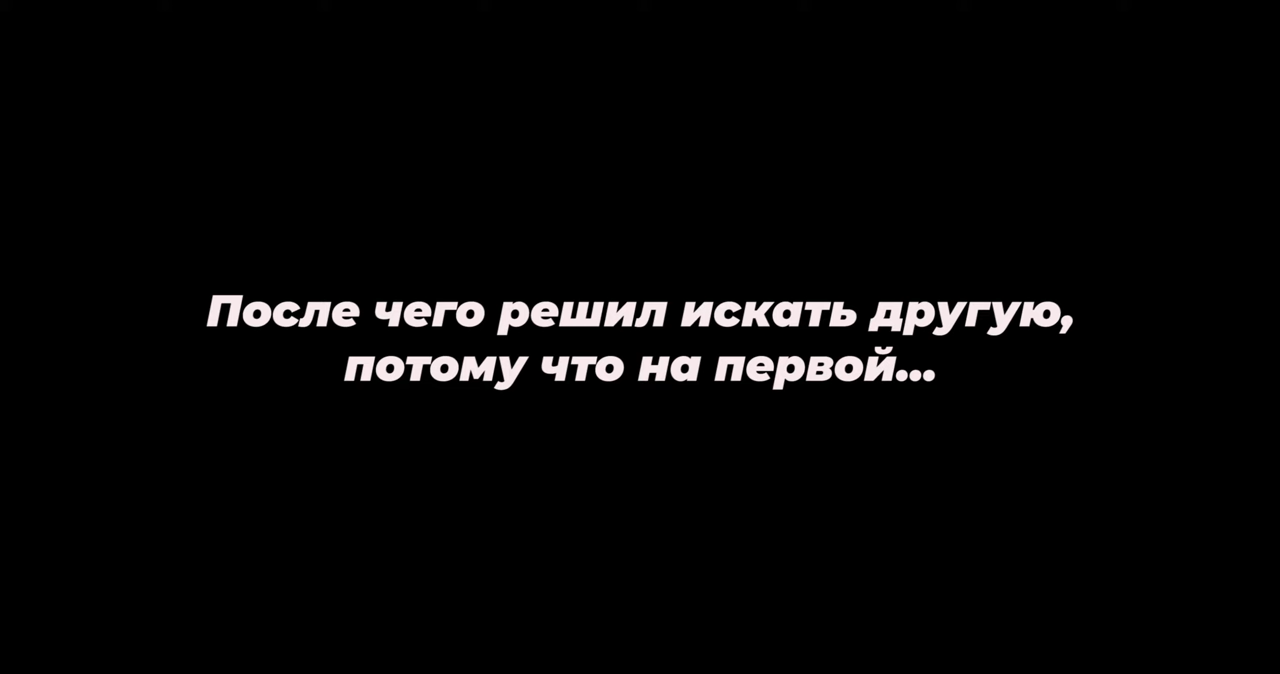 После чего решил искать другую,
потому что на первой...